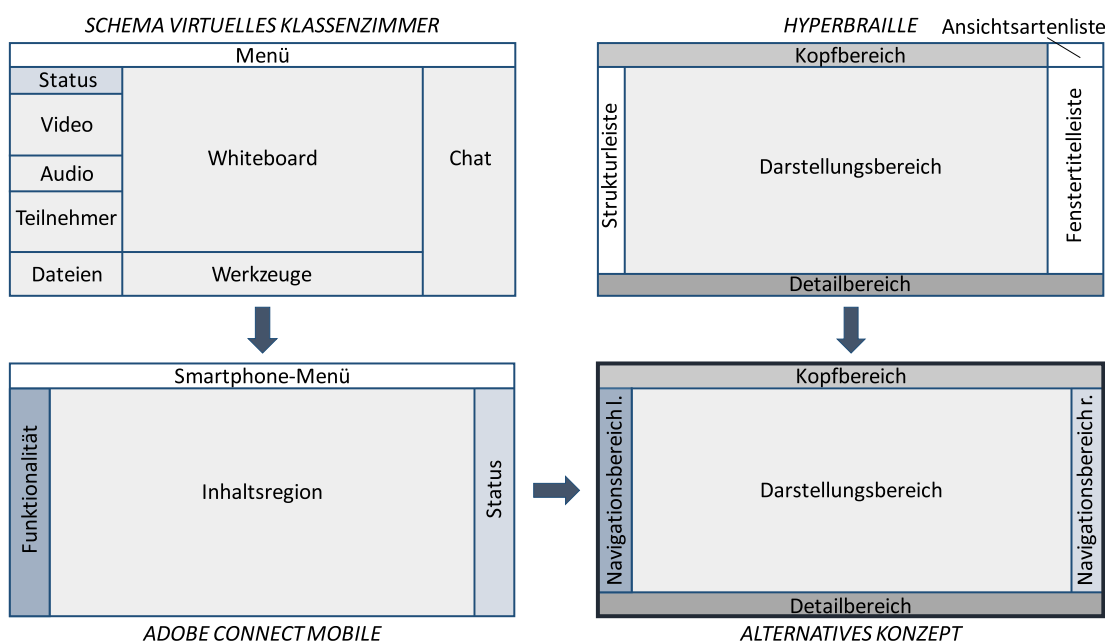 SCHEMA VIRTUELLES KLASSENZIMMER
Menü
Status
Video
Audio
Teilnehmer
Dateien
Whiteboard
Werkzeuge
Chat
HYPERBRAILLE
Ansichtsartenliste
Kopfbereich
Strukturleiste
Darstellungsbereich
Fenstertitelleiste
Detailbereich
Smartphone-Menü
Funktionalität
Inhaltsregion
Status
ADOBE CONNECT MOBILE
Kopfbereich
Navigationsbereich l.
Darstellungsbereich
Navigationsbereich r.
Detailbereich
ALTERNATIVES KONZEPT